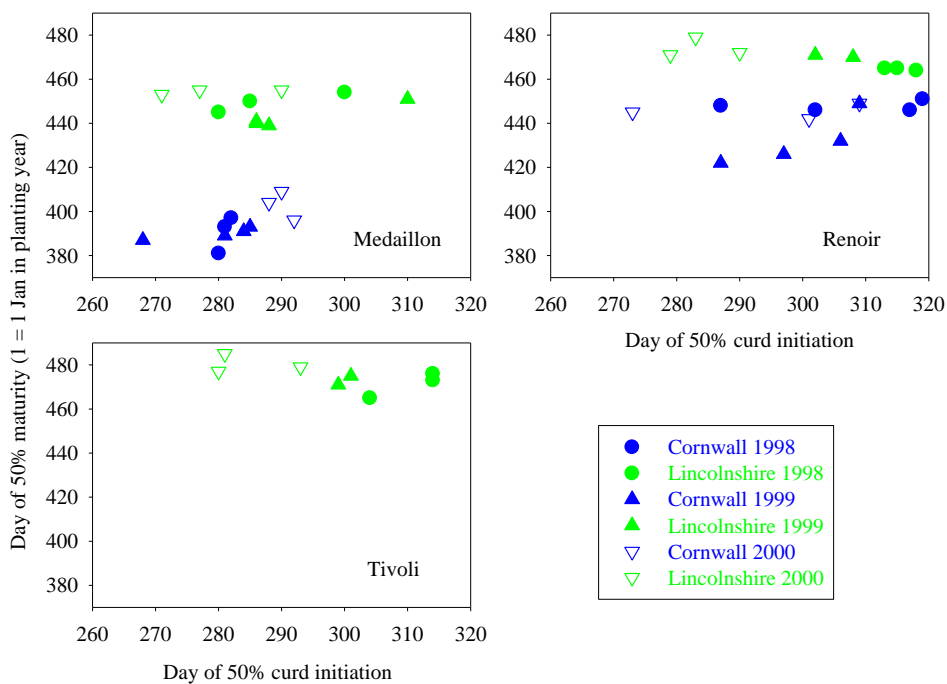 Day of 50% maturity (1 = 1 Jan in planting year)
480
460
440
420
400
380
Medaillon
260 270 280 290 300 310 320
480
460
440
420
400
380
Renoir
260 270 280 290 300 310 320
Day of 50% curd initiation
480
460
440
420
400
380
Tivoli
260 270 280 290 300 310 320
Day of 50% curd initiation
Cornwall 1998
Lincolnshire 1998
Cornwall 1999
Lincolnshire 1999
Cornwall 2000
Lincolnshire 2000